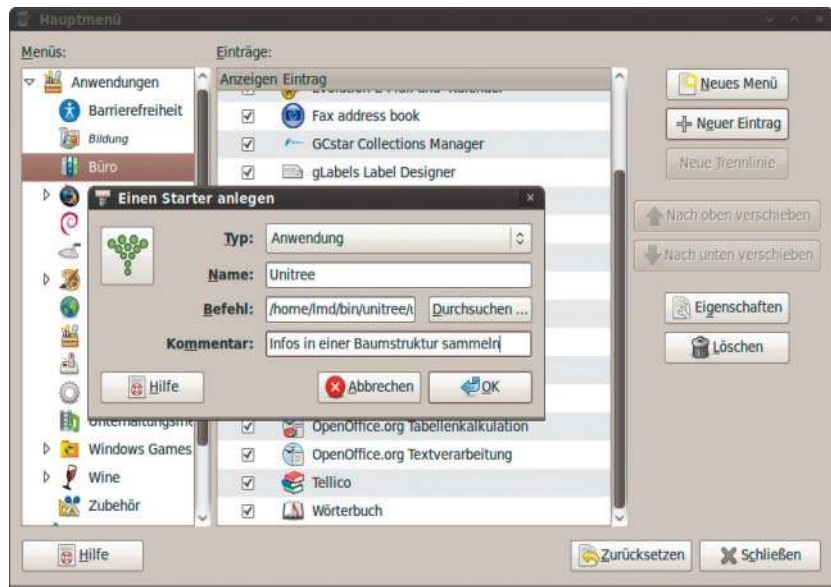 Hauptmenü
Menüs:
Einträge:
Anwendungen
Barrierefreiheit
Bildung
Büro
Windows Games
Wine
Zubehör
Anzeigen Eintrag
Fax address book
GCstar Collections Manager
gLabels Label Designer
OpenOffice.org Tabellenkalkulation
OpenOffice.org Textverarbeitung
Tellico
Wörterbuch
Neues Menü
Neuer Eintrag
Neue Trennlinie
Nach oben verschieben
Nach unten verschieben
Eigenschaften
Löschen
Einen Starter anlegen
Typ: Anwendung
Name: Unitree
Befehl: /home/lmd/bin/unitree/ Durchsuchen ...
Kommentar: Infos in einer Baumstruktur sammeln
Hilfe
Abbrechen
OK
Hilfe
Zurücksetzen
Schließen